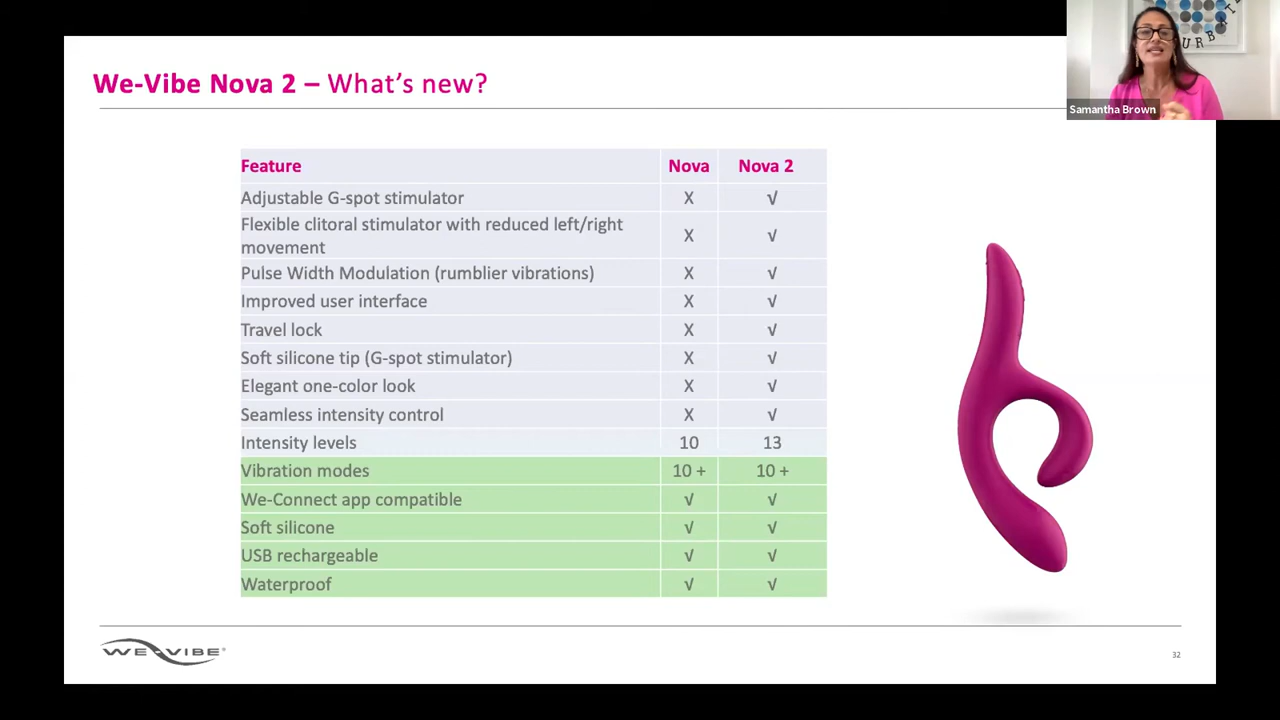 We-Vibe Nova 2 – What's new?
Samantha Brown
Feature Nova Nova 2
Adjustable G-spot stimulator X √
Flexible clitoral stimulator with reduced left/right
movement X √
Pulse Width Modulation (rumblier vibrations) X √
Improved user interface X √
Travel lock X √
Soft silicone tip (G-spot stimulator) X √
Elegant one-color look X √
Seamless intensity control X √
Intensity levels 10 13
Vibration modes 10 + 10 +
We-Connect app compatible √ √
Soft silicone √ √
USB rechargeable √ √
Waterproof √ √
WE-VIBE®
32